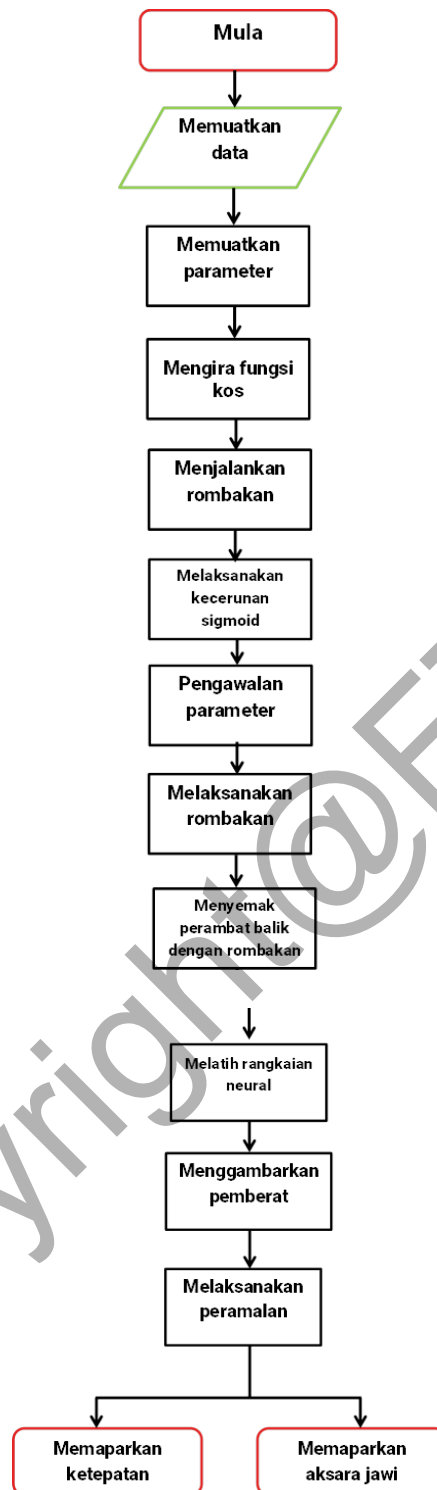 Mula
Memuatkan
data
Memuatkan
parameter
Mengira fungsi
kos
Menjalankan
rombakan
Melaksanakan
kecerunan
sigmoid
Pengawalan
parameter
Melaksanakan
rombakan
Menyemak
perambat balik
dengan rombakan
Melatih rangkaian
neural
Menggambarkan
pemberat
Melaksanakan
peramalan
Memaparkan
ketepatan
Memaparkan
aksara jawi